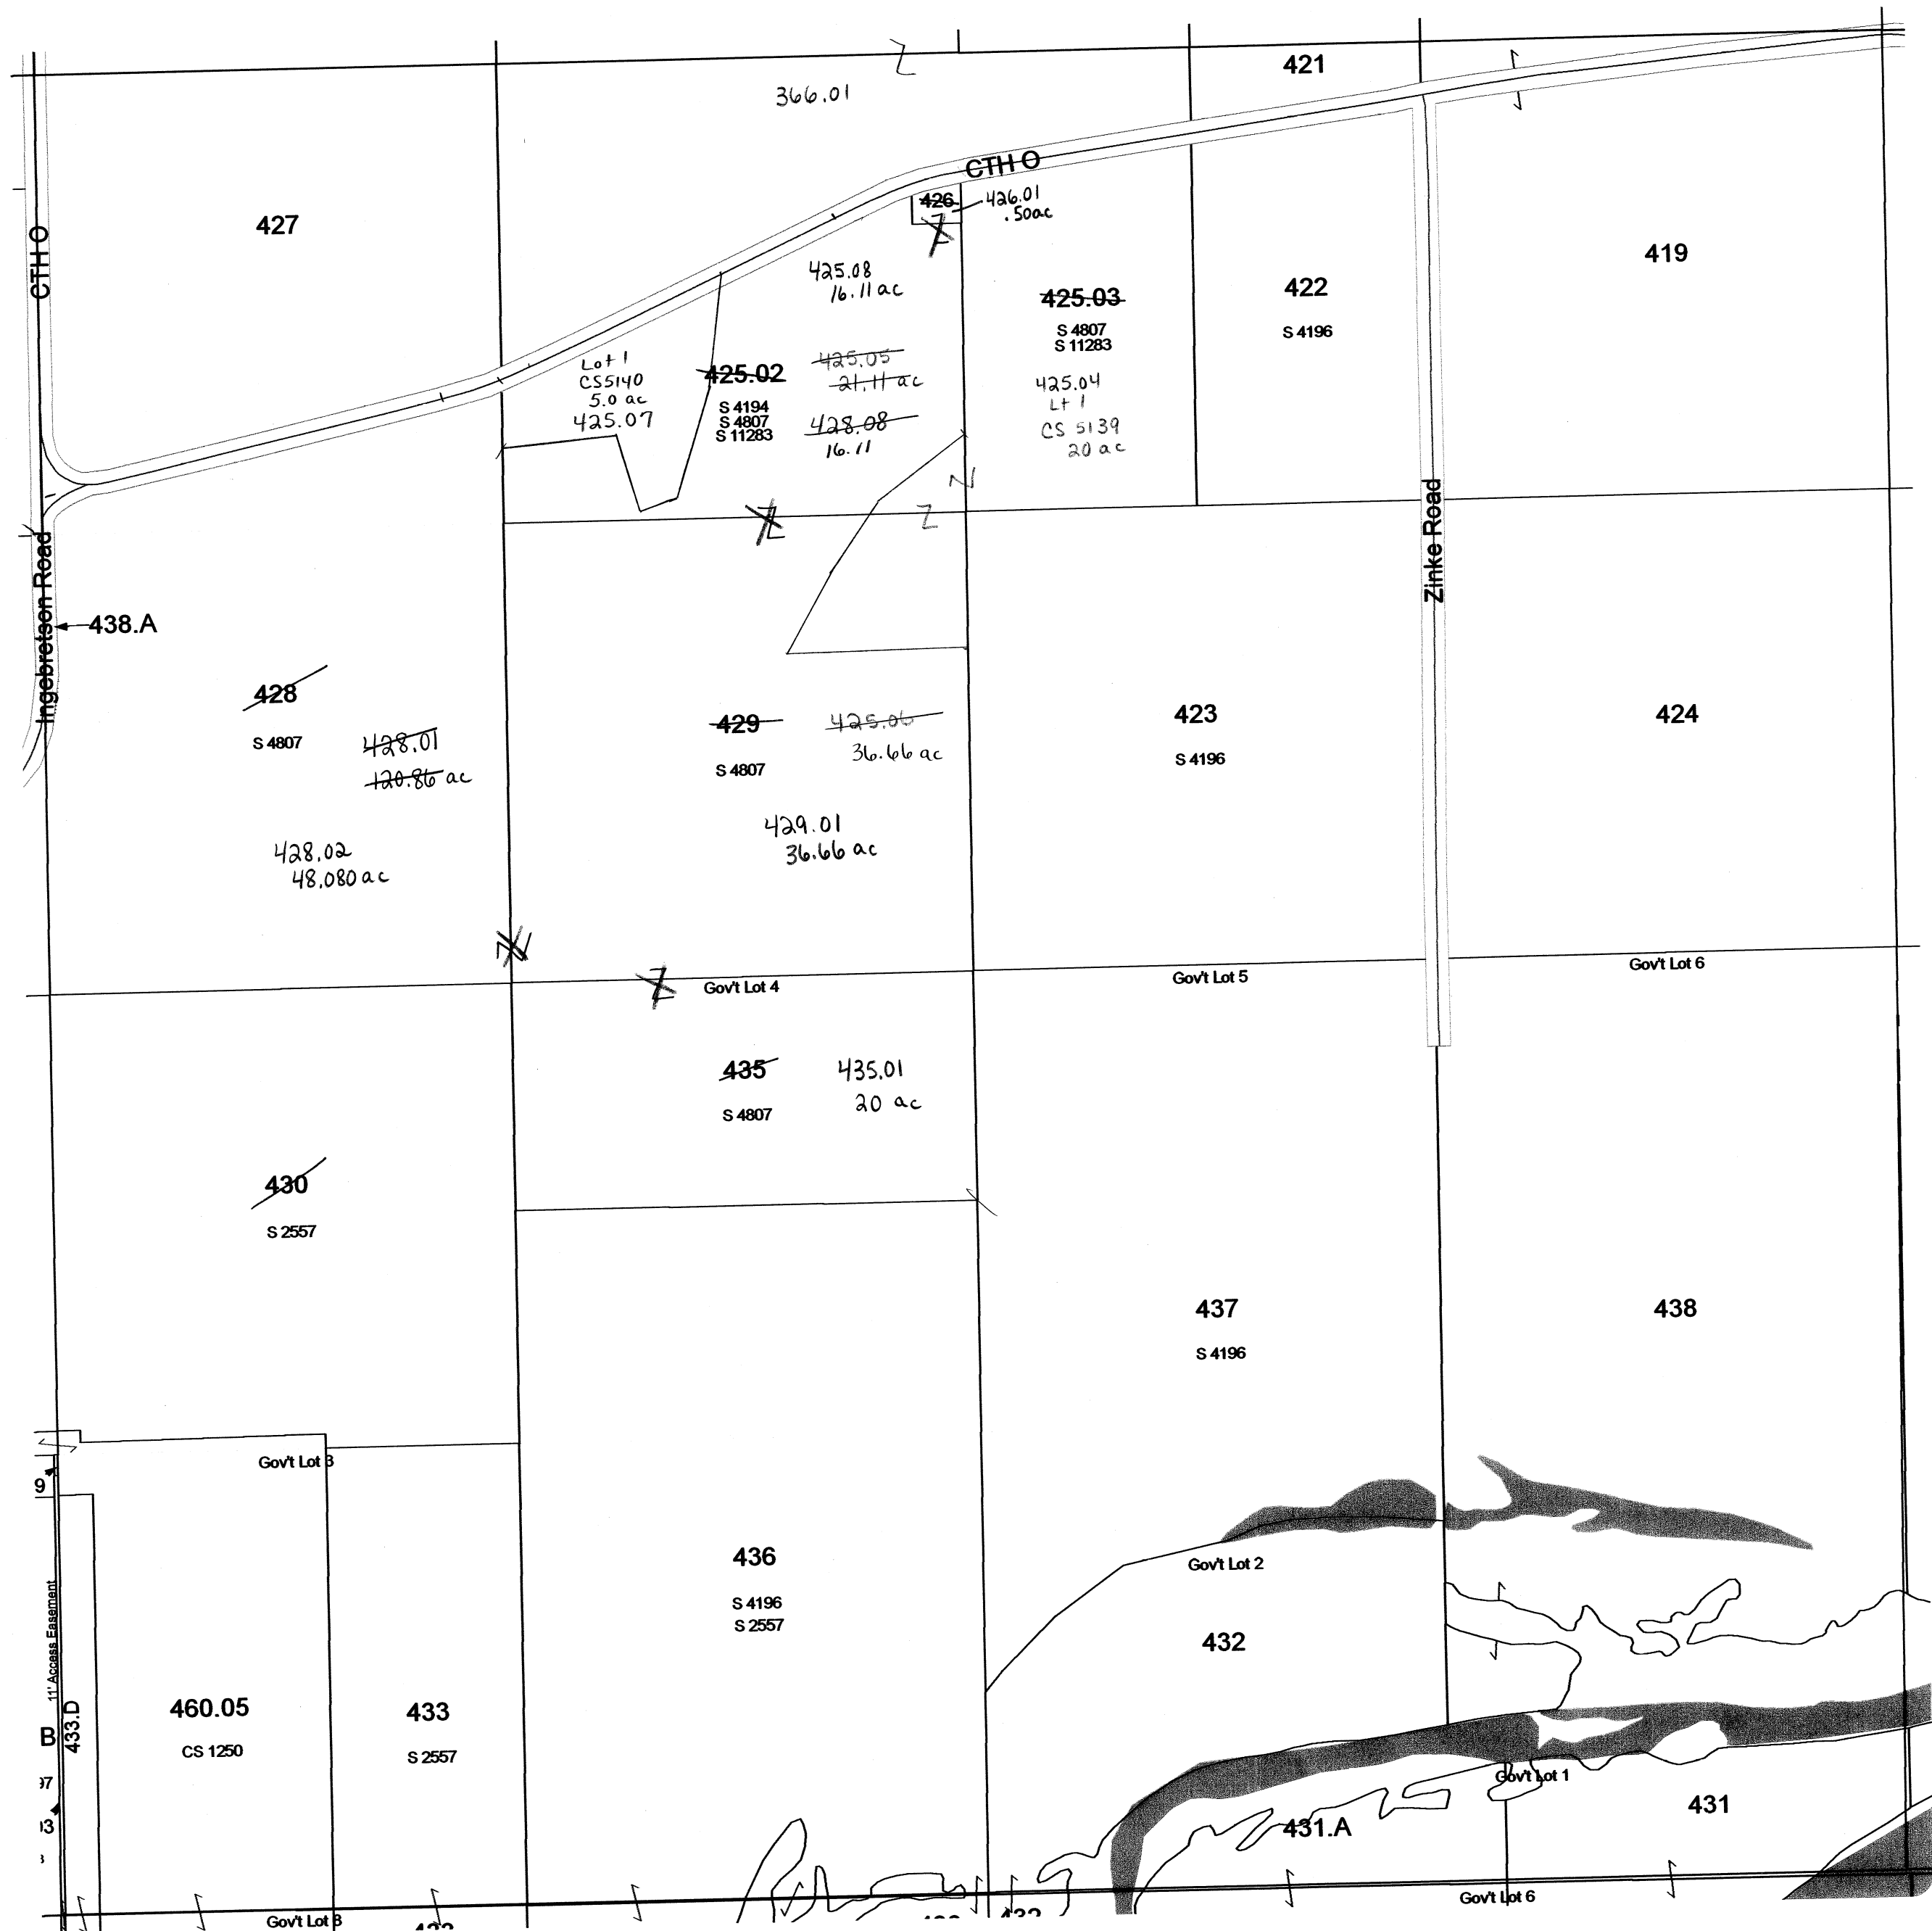 421
366.01
CTH O
426
426.01
.50ac
427
CTH O
419
425.08
16.11 ac
422
S 4196
425.03
S 4807
S 11283
425.04
Lt 1
CS 5139
20 ac
Lot 1
CS5140
5.0 ac
425.07
425.02
S 4194
S 4807
S 11283
425.05
21.11 ac
428.08
16.11
Zinke Road
Ingebretson Road
438.A
428
S 4807
428.01
120.86 ac
428.02
48.080 ac
429
S 4807
425.06
36.66 ac
429.01
36.66 ac
423
S 4196
424
Gov't Lot 4
Gov't Lot 5
Gov't Lot 6
435
S 4807
435.01
20 ac
430
S 2557
437
S 4196
438
Gov't Lot 3
9
436
S 4196
S 2557
Gov't Lot 2
432
11' Access Easement
433.D
B
460.05
CS 1250
433
S 2557
Gov't Lot 1
431
431.A
Gov't Lot 6
Gov't Lot 8
432